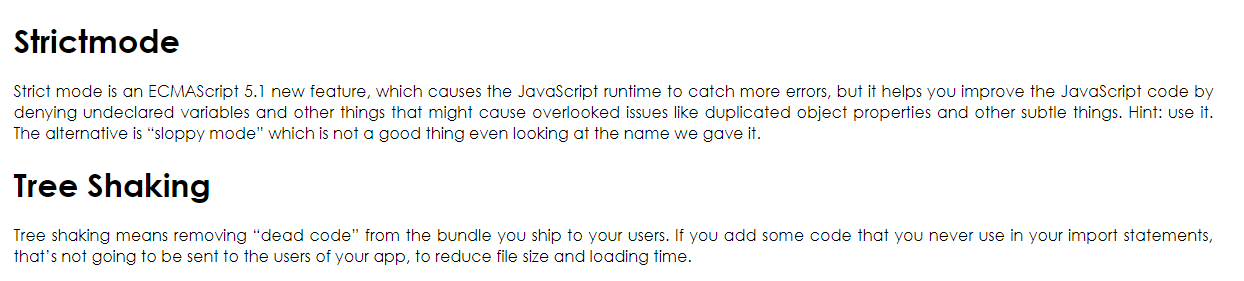 Strictmode
Strict mode is an ECMAScript 5.1 new feature, which causes the JavaScript runtime to catch more errors, but it helps you improve the JavaScript code by
denying undeclared variables and other things that might cause overlooked issues like duplicated object properties and other subtle things. Hint: use it.
The alternative is “sloppy mode” which is not a good thing even looking at the name we gave it.
Tree Shaking
Tree shaking means removing “dead code” from the bundle you ship to your users. If you add some code that you never use in your import statements,
that’s not going to be sent to the users of your app, to reduce file size and loading time.